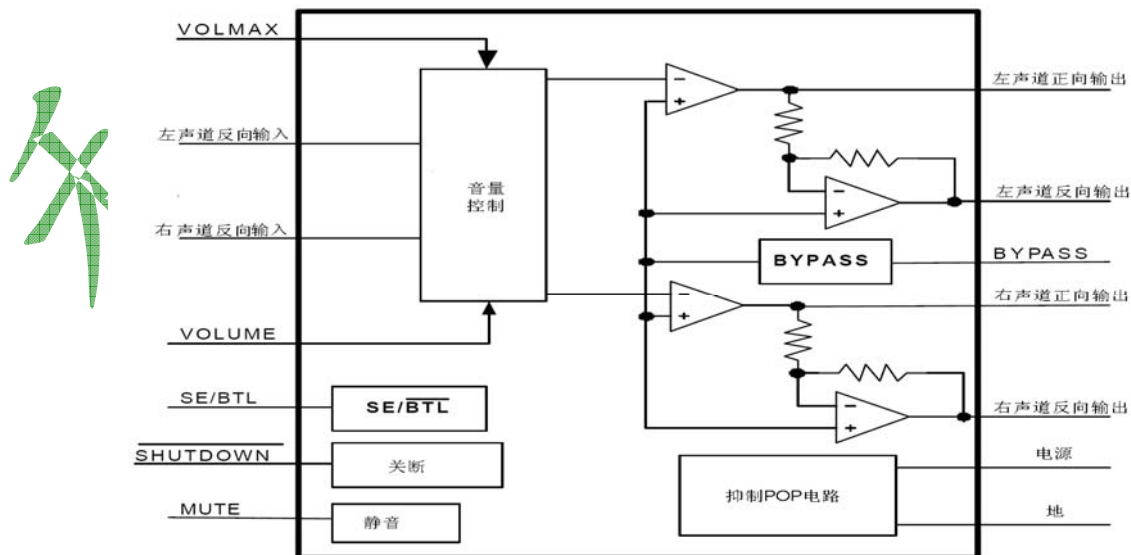 VOLMAX
左声道反向输入
右声道反向输入
VOLUME
SE/BTL
SHUTDOWN
MUTE
音量
控制
SE/BTL
关断
静音
BYPASS
抑制POP电路
左声道正向输出
左声道反向输出
BYPASS
右声道正向输出
右声道反向输出
电源
地